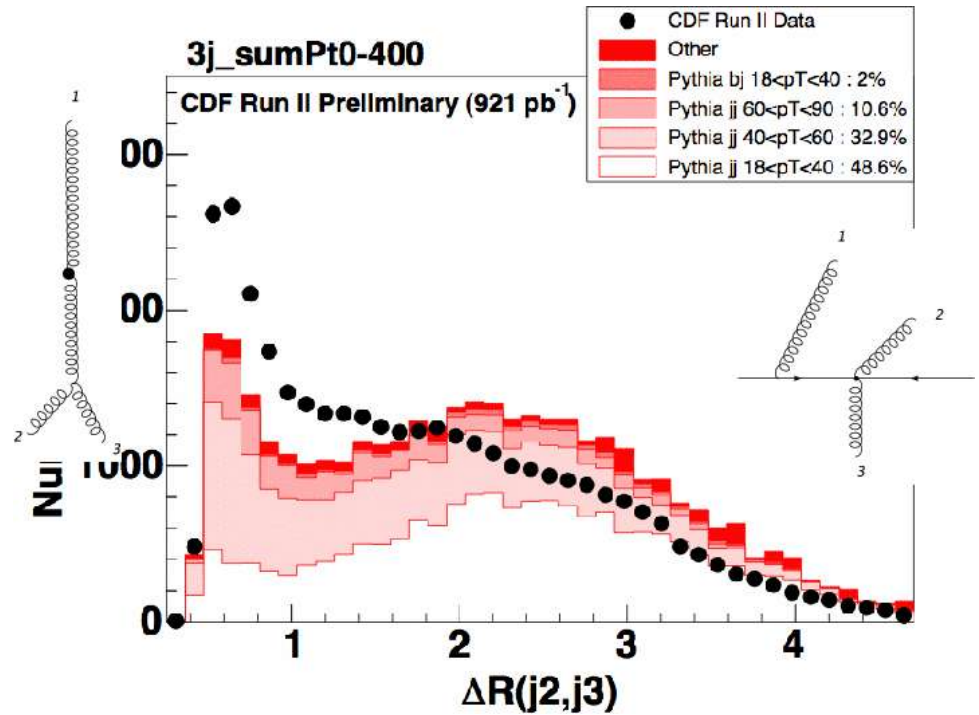 3j_sumPt0-400
CDF Run II Preliminary (921 pb-1)
CDF Run II Data
Other
Pythia bj 18<pT<40 : 2%
Pythia jj 60<pT<90 : 10.6%
Pythia jj 40<pT<60 : 32.9%
Pythia jj 18<pT<40 : 48.6%
1
2
3
1
2
3
00
00
1000
0
Nu
1 2 3 4
ΔR(j2,j3)